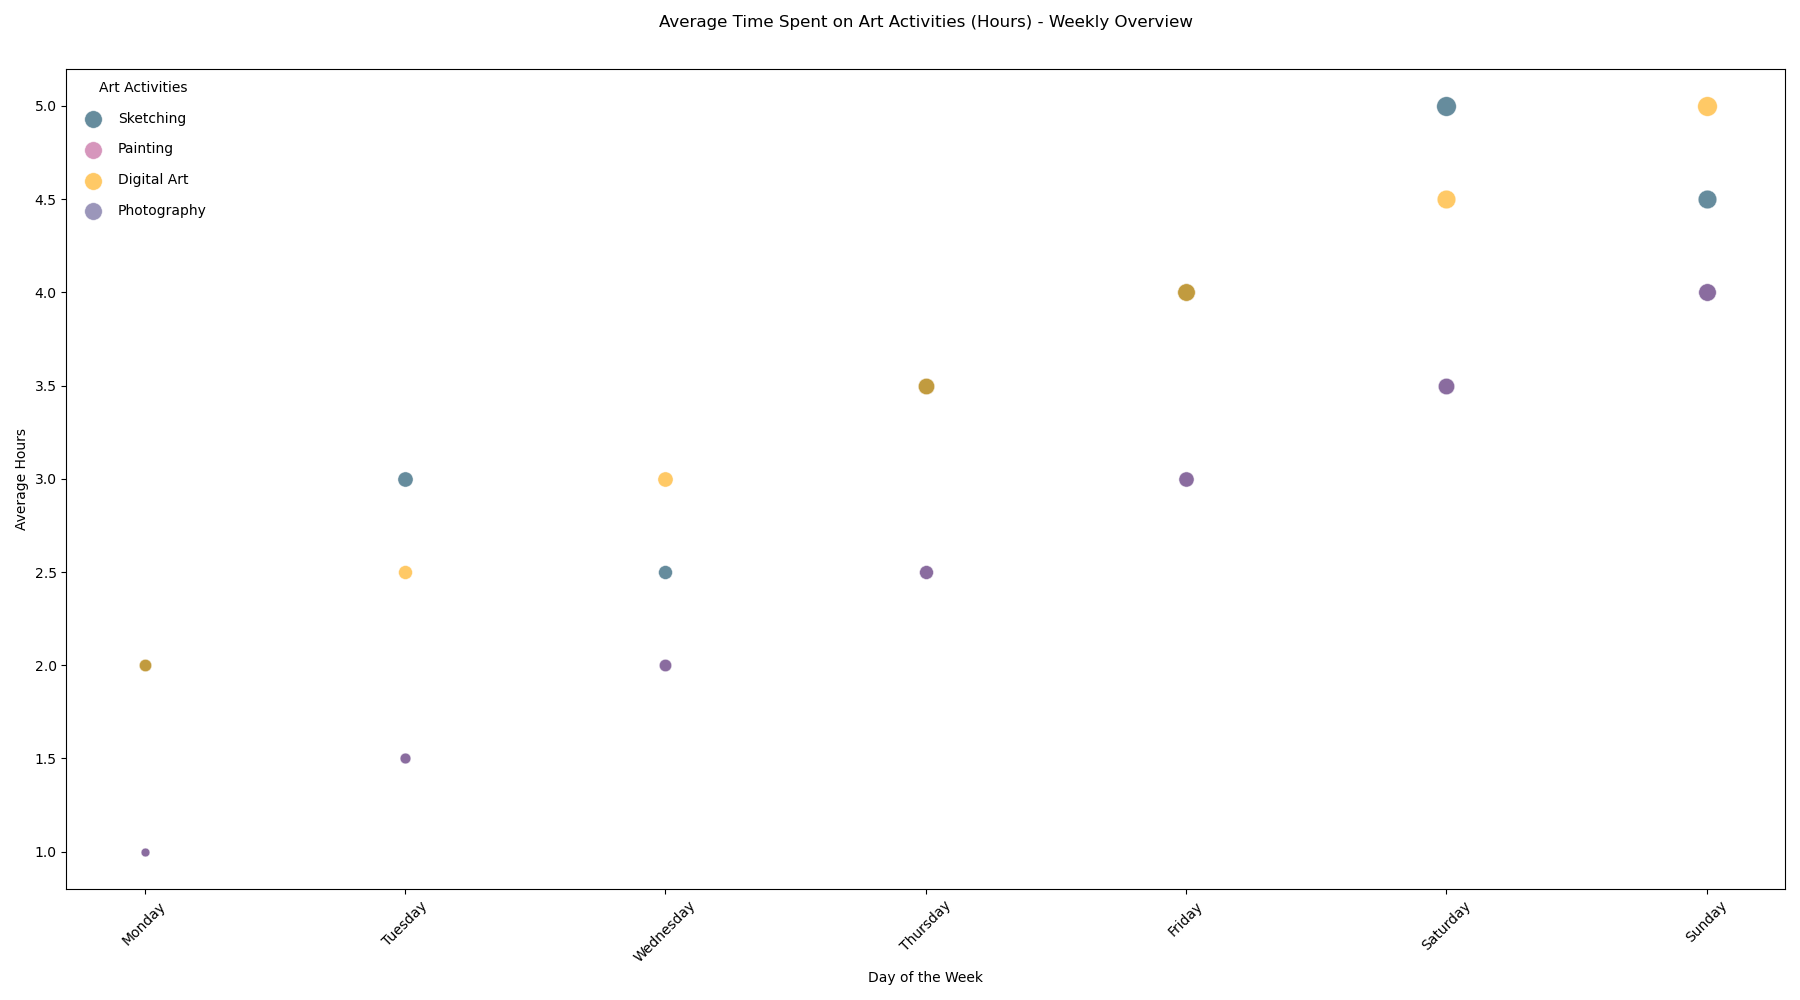 Average Time Spent on Art Activities (Hours) - Weekly Overview
Art Activities
Sketching
Painting
Digital Art
Photography
Average Hours
5.0
4.5
4.0
3.5
3.0
2.5
2.0
1.5
1.0
Monday
Tuesday
Wednesday
Thursday
Friday
Saturday
Sunday
Day of the Week